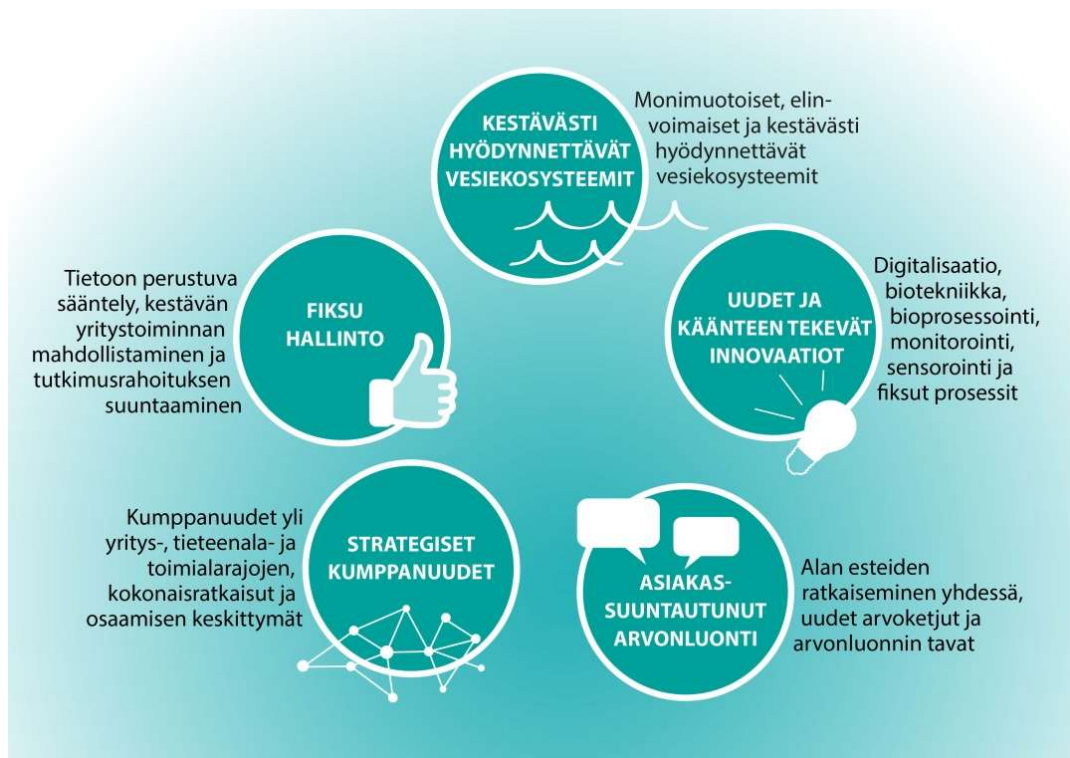 KESTÄVÄSTI
HYÖDYNNETTÄVÄT
VESIEKOSYSTEEMIT
Monimuotoiset, elin-
voimaiset ja kestävästi
hyödynnettävät
vesiekosysteemit
UUDET JA
KÄÄNTEEN TEKEVÄT
INNOVAATIOT
Digitalisaatio,
biotekniikka,
bioprosessointi,
monitorointi,
sensorointi ja
fiksut prosessit
ASIAKAS-
SUUNTAUTUNUT
ARVONLUONTI
Alan esteiden
ratkaiseminen yhdessä,
uudet arvoketjut ja
arvonluonnin tavat
STRATEGISET
KUMPPANUUDET
Kumppanuudet yli
yritys-, tieteenala- ja
toimialarajojen,
kokonaisratkaisut ja
osaamisen keskittymät
FIKSU
HALLINTO
Tietoon perustuva
sääntely, kestävän
yritystoiminnan
mahdollistaminen ja
tutkimusrahoituksen
suuntaaminen